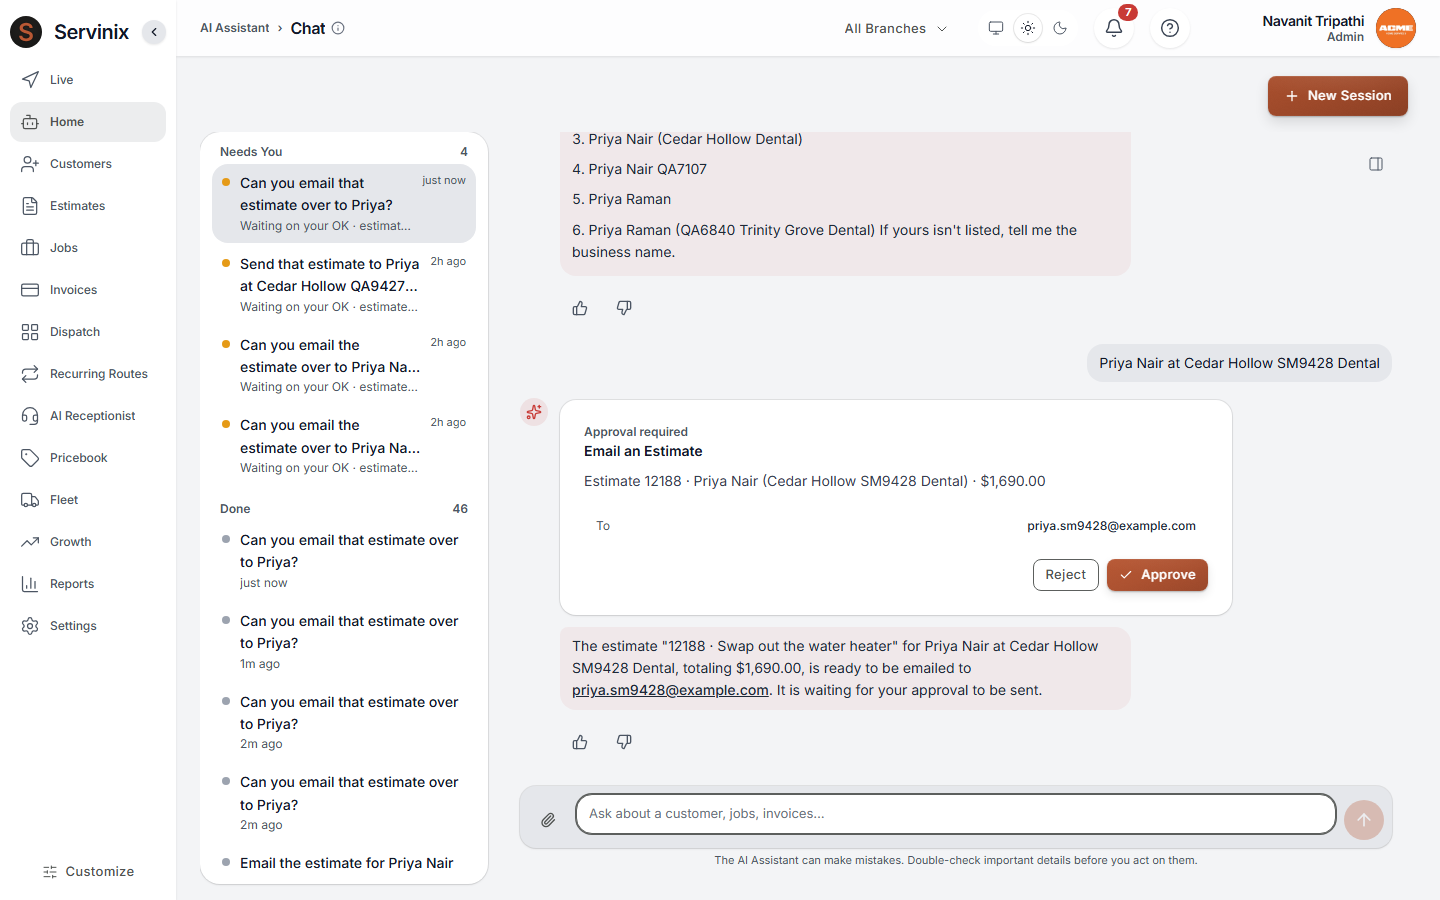 Servinix
AI Assistant › Chat
All Branches
7
Navanit Tripathi
Admin
ACME
Live
Home
Customers
Estimates
Jobs
Invoices
Dispatch
Recurring Routes
AI Receptionist
Pricebook
Fleet
Growth
Reports
Settings
Customize
New Session
Needs You 4
Can you email that estimate over to Priya?
just now
Waiting on your OK · estimat...
Send that estimate to Priya at Cedar Hollow QA9427...
2h ago
Waiting on your OK · estimate...
Can you email the estimate over to Priya Na...
2h ago
Waiting on your OK · estimate...
Can you email the estimate over to Priya Na...
2h ago
Waiting on your OK · estimate...
Done 46
Can you email that estimate over to Priya?
just now
Can you email that estimate over to Priya?
1m ago
Can you email that estimate over to Priya?
2m ago
Can you email that estimate over to Priya?
2m ago
Email the estimate for Priya Nair
3. Priya Nair (Cedar Hollow Dental)
4. Priya Nair QA7107
5. Priya Raman
6. Priya Raman (QA6840 Trinity Grove Dental) If yours isn't listed, tell me the
business name.
Priya Nair at Cedar Hollow SM9428 Dental
Approval required
Email an Estimate
Estimate 12188 · Priya Nair (Cedar Hollow SM9428 Dental) · $1,690.00
To priya.sm9428@example.com
Reject
Approve
The estimate "12188 · Swap out the water heater" for Priya Nair at Cedar Hollow
SM9428 Dental, totaling $1,690.00, is ready to be emailed to
priya.sm9428@example.com. It is waiting for your approval to be sent.
Ask about a customer, jobs, invoices...
The AI Assistant can make mistakes. Double-check important details before you act on them.